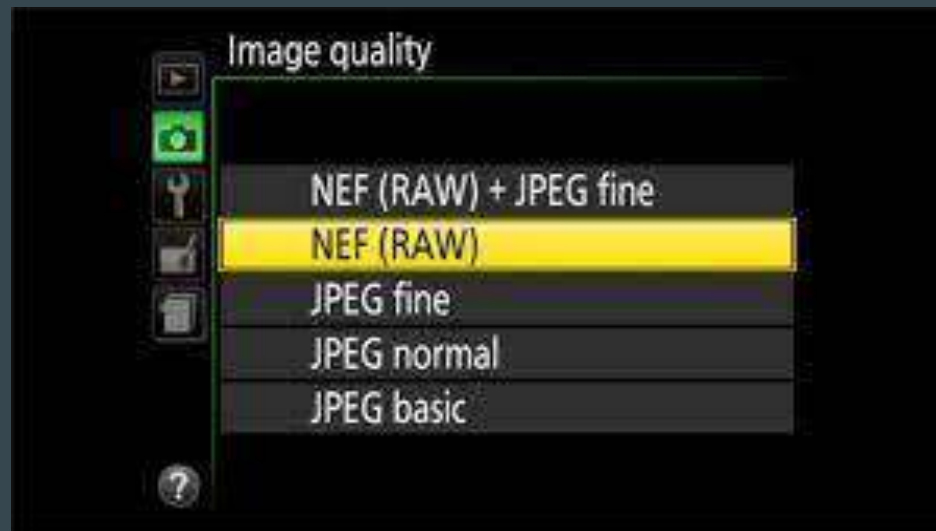 Image quality
NEF (RAW) + JPEG fine
NEF (RAW)
JPEG fine
JPEG normal
JPEG basic
?